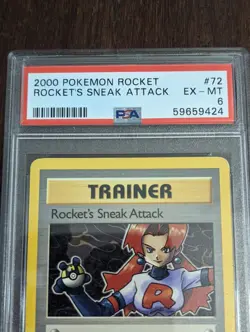 2000 POKEMON ROCKET #72
ROCKET'S SNEAK ATTACK EX-MT
PSA 6
59659424
TRAINER
Rocket's Sneak Attack
R